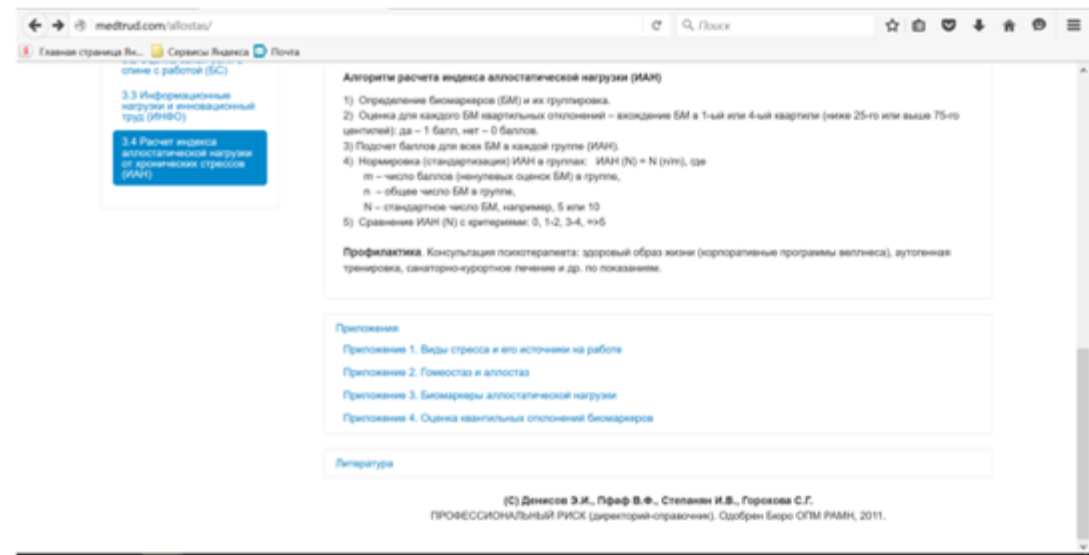 medtrud.com/allostas/
Поиск
Главная страница Ян... Сервисы Яндекса Почта
спине с работой (БС)
3.3 Информационные
нагрузки и инновационный
труд (ИНФО)
3.4 Расчет индекса
аллостатической нагрузки
от хронических стрессов
(ИАН)
Алгоритм расчета индекса аллостатической нагрузки (ИАН)
1) Определение биомаркеров (БМ) и их группировка.
2) Оценка для каждого БМ квартильных отклонений – вхождение БМ в 1-ый или 4-ый квартили (ниже 25-го или выше 75-го
центилей): да – 1 балл, нет – 0 баллов.
3) Подсчет баллов для всех БМ в каждой группе (ИАН).
4) Нормировка (стандартизация) ИАН в группах: ИАН (N) = N (n/m), где
m – число баллов (ненулевых оценок БМ) в группе,
n – общее число БМ в группе,
N – стандартное число БМ, например, 5 или 10
5) Сравнение ИАН (N) с критериями: 0, 1-2, 3-4, =>5
Профилактика. Консультация психотерапевта: здоровый образ жизни (корпоративные программы веллнеса), аутогенная
тренировка, санаторно-курортное лечение и др. по показаниям.
Приложения
Приложение 1. Виды стресса и его источники на работе
Приложение 2. Гомеостаз и аллостаз
Приложение 3. Биомаркеры аллостатической нагрузки
Приложение 4. Оценка квантильных отклонений биомаркеров
Литература
(С) Денисов Э.И., Пфаф В.Ф., Степанян И.В., Горохова С.Г.
ПРОФЕССИОНАЛЬНЫЙ РИСК (директорий-справочник). Одобрен Бюро ОПМ РАМН, 2011.